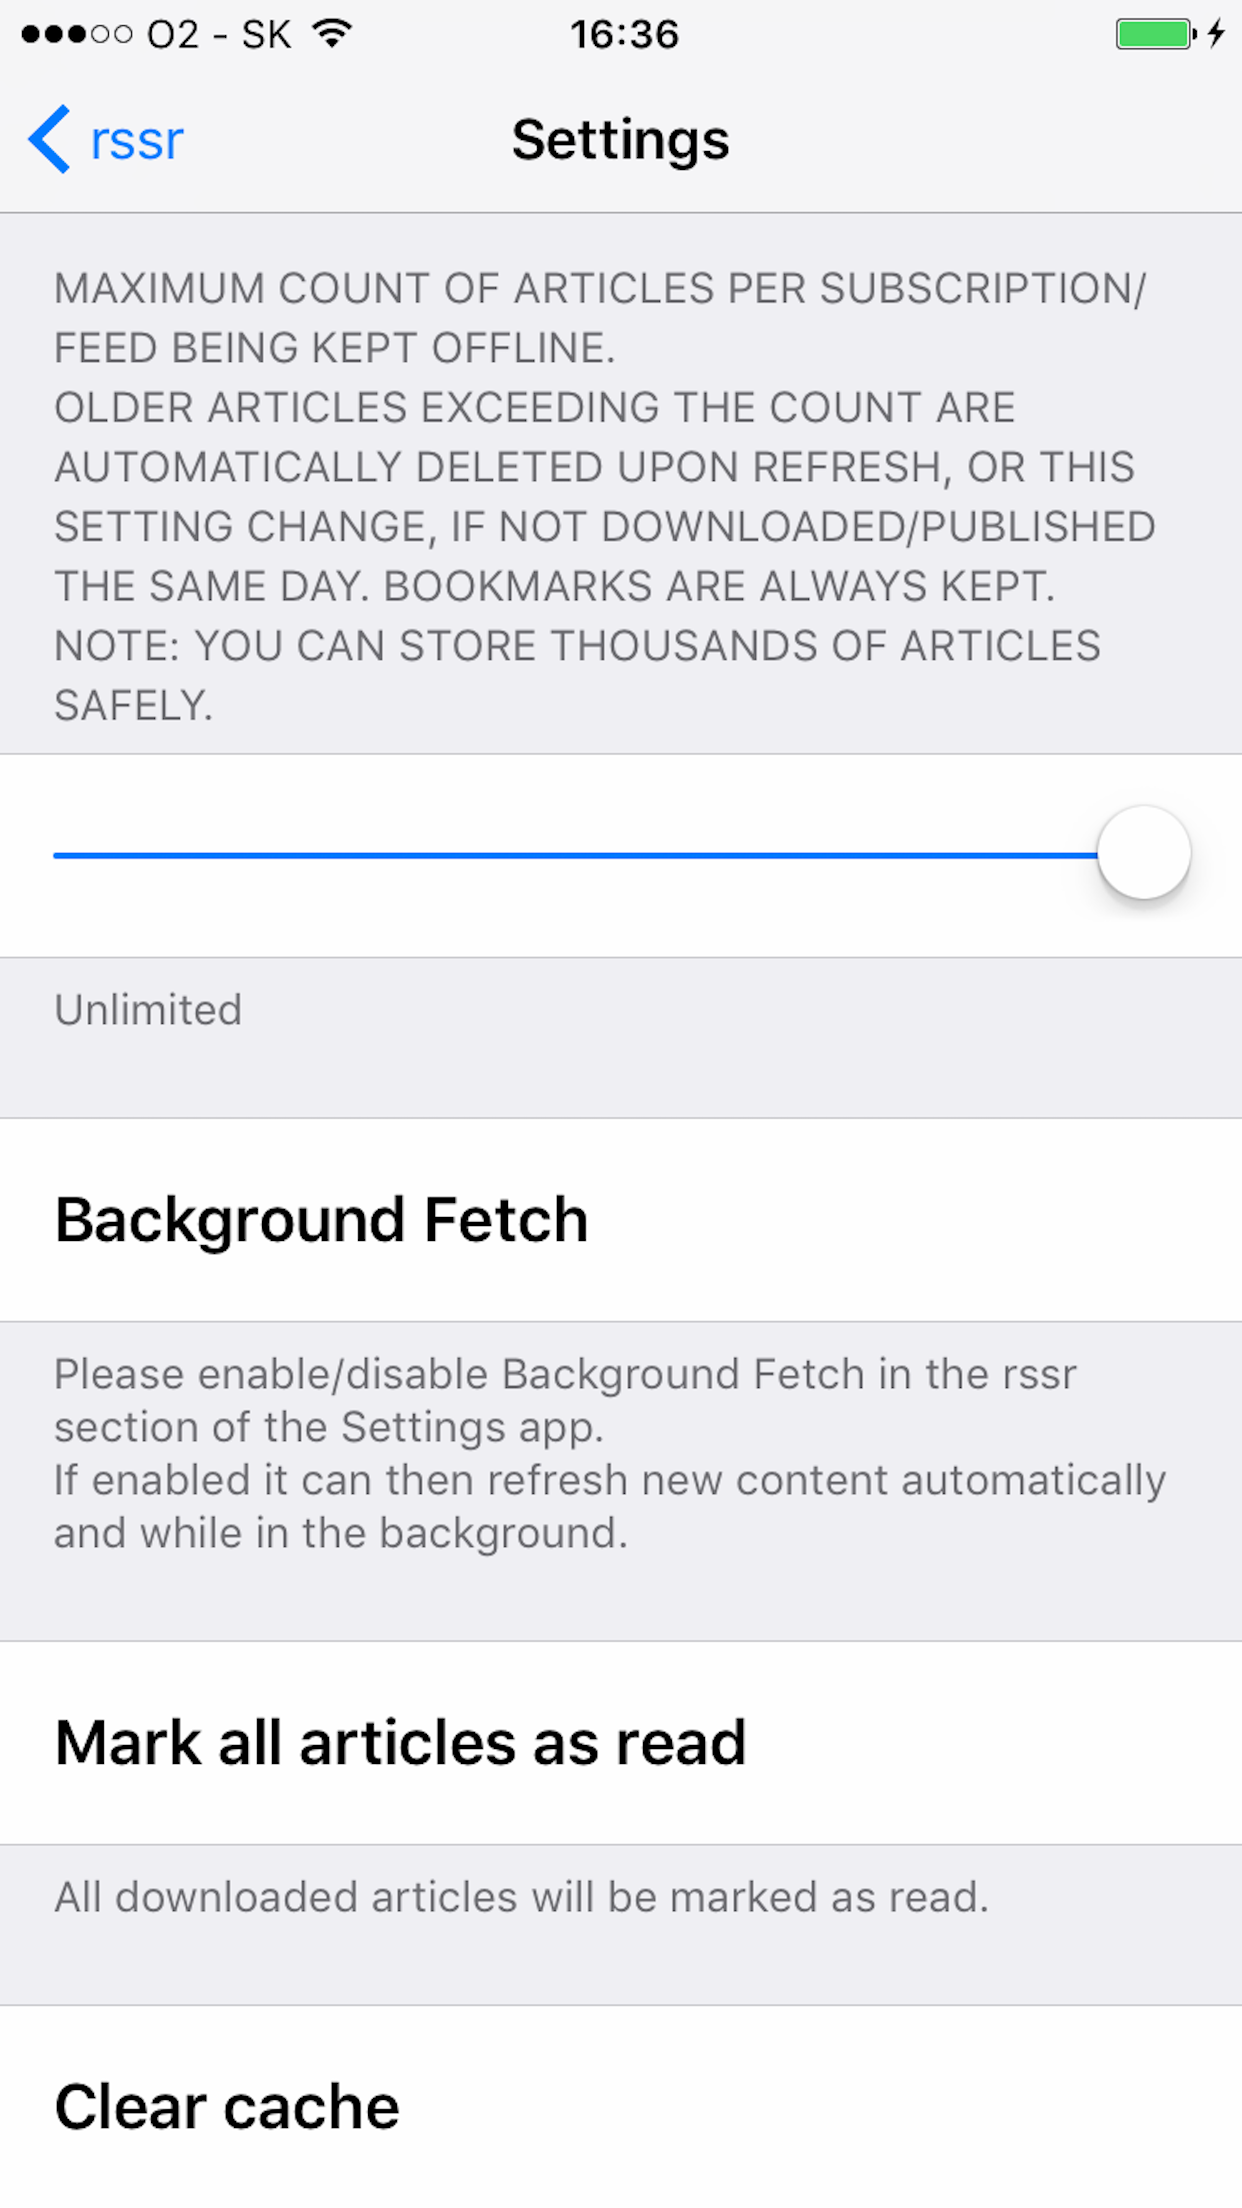 O2 - SK
16:36
rssr
Settings
MAXIMUM COUNT OF ARTICLES PER SUBSCRIPTION/
FEED BEING KEPT OFFLINE.
OLDER ARTICLES EXCEEDING THE COUNT ARE
AUTOMATICALLY DELETED UPON REFRESH, OR THIS
SETTING CHANGE, IF NOT DOWNLOADED/PUBLISHED
THE SAME DAY. BOOKMARKS ARE ALWAYS KEPT.
NOTE: YOU CAN STORE THOUSANDS OF ARTICLES
SAFELY.
Unlimited
Background Fetch
Please enable/disable Background Fetch in the rssr
section of the Settings app.
If enabled it can then refresh new content automatically
and while in the background.
Mark all articles as read
All downloaded articles will be marked as read.
Clear cache